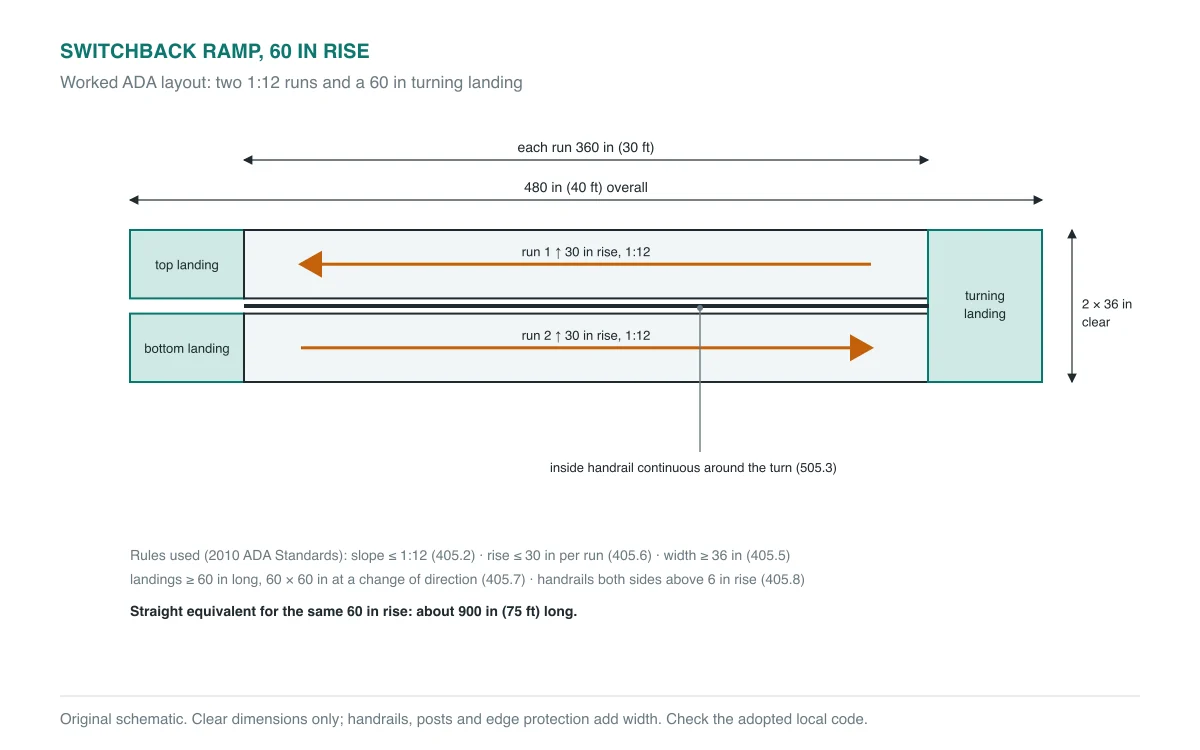 SWITCHBACK RAMP, 60 IN RISE
Worked ADA layout: two 1:12 runs and a 60 in turning landing
each run 360 in (30 ft)
480 in (40 ft) overall
top landing
run 1 ↑ 30 in rise, 1:12
turning
landing
2 × 36 in
clear
bottom landing
run 2 ↑ 30 in rise, 1:12
inside handrail continuous around the turn (505.3)
Rules used (2010 ADA Standards): slope ≤ 1:12 (405.2) · rise ≤ 30 in per run (405.6) · width ≥ 36 in (405.5)
landings ≥ 60 in long, 60 × 60 in at a change of direction (405.7) · handrails both sides above 6 in rise (405.8)
Straight equivalent for the same 60 in rise: about 900 in (75 ft) long.
Original schematic. Clear dimensions only; handrails, posts and edge protection add width. Check the adopted local code.